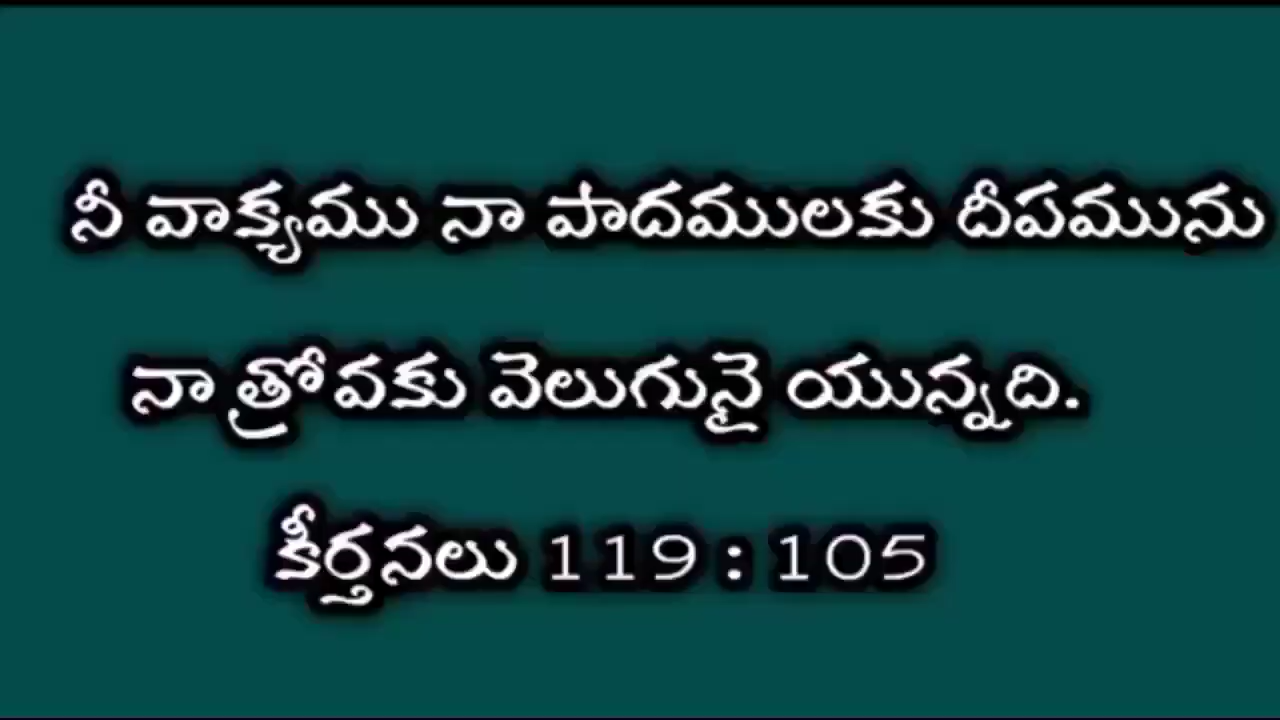 నీ వాక్యము నా పాదములకు దీపమును
నా త్రోవకు వెలుగునై యున్నది.
కీర్తనలు 119 : 105